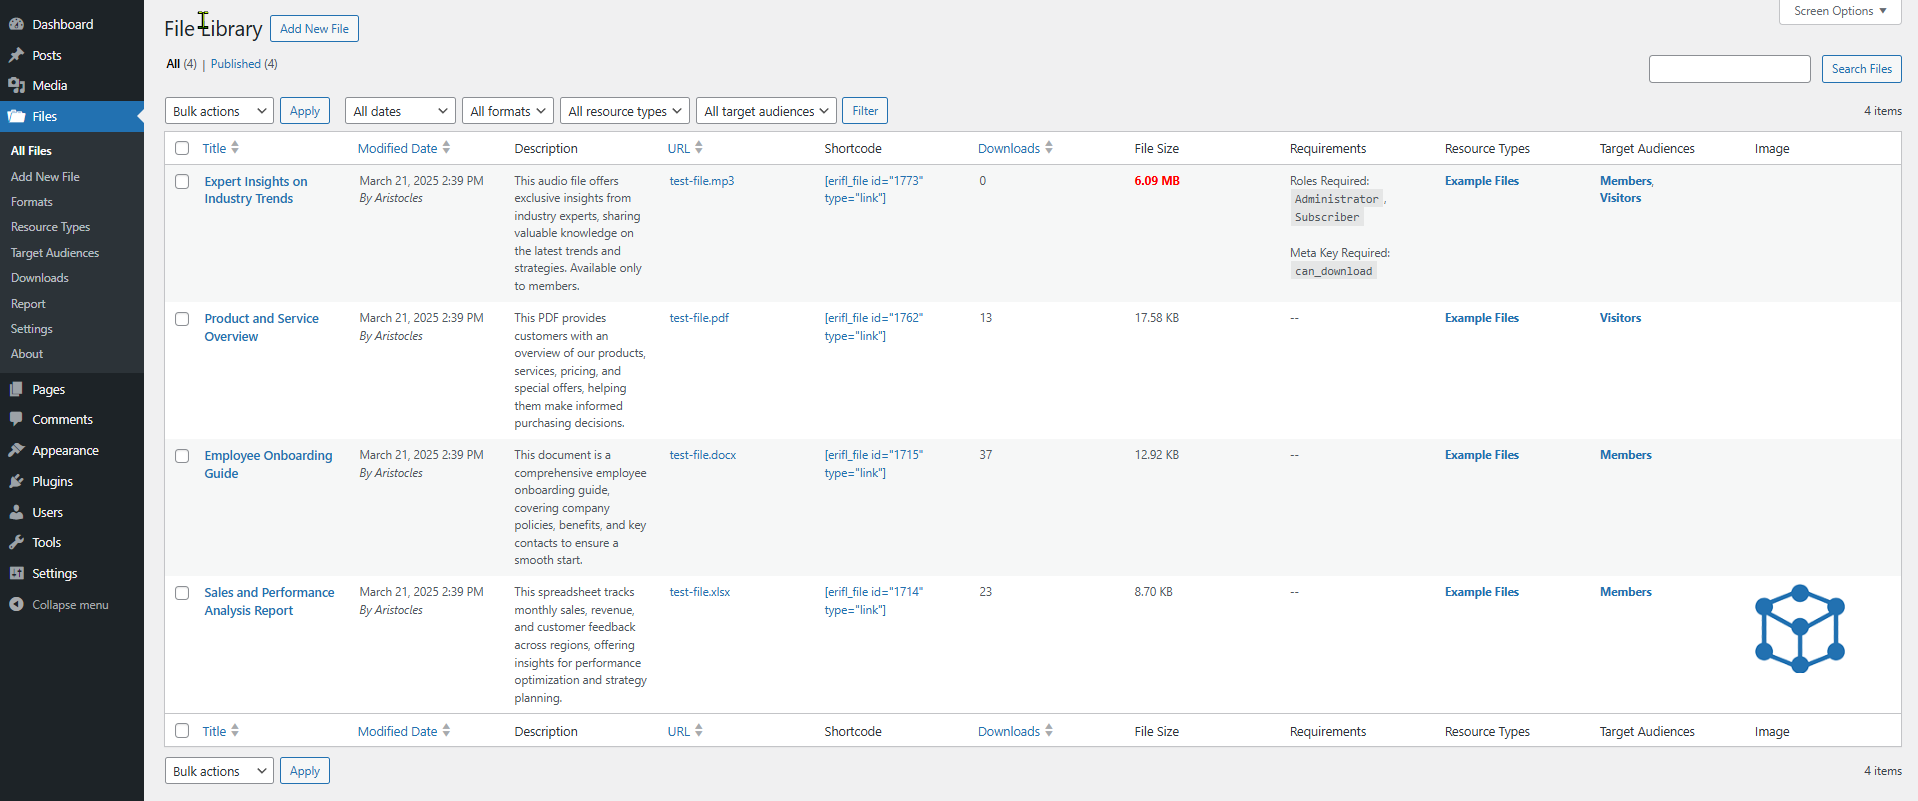 Dashboard
Posts
Media
Files
All Files
Add New File
Formats
Resource Types
Target Audiences
Downloads
Report
Settings
About
Pages
Comments
Appearance
Plugins
Users
Tools
Settings
Collapse menu
File Library
Add New File
Screen Options
All (4) | Published (4)
Search Files
Bulk actions
Apply
All dates
All formats
All resource types
All target audiences
Filter
4 items
Title
Modified Date
Description
URL
Shortcode
Downloads
File Size
Requirements
Resource Types
Target Audiences
Image
Expert Insights on
Industry Trends
March 21, 2025 2:39 PM
By Aristocles
This audio file offers
exclusive insights from
industry experts, sharing
valuable knowledge on
the latest trends and
strategies. Available only
to members.
test-file.mp3
[erifl_file id="1773"
type="link"]
0
6.09 MB
Roles Required:
Administrator ,
Subscriber
Meta Key Required:
can_download
Example Files
Members,
Visitors
Product and Service
Overview
March 21, 2025 2:39 PM
By Aristocles
This PDF provides
customers with an
overview of our products,
services, pricing, and
special offers, helping
them make informed
purchasing decisions.
test-file.pdf
[erifl_file id="1762"
type="link"]
13
17.58 KB
--
Example Files
Visitors
Employee Onboarding
Guide
March 21, 2025 2:39 PM
By Aristocles
This document is a
comprehensive employee
onboarding guide,
covering company
policies, benefits, and key
contacts to ensure a
smooth start.
test-file.docx
[erifl_file id="1715"
type="link"]
37
12.92 KB
--
Example Files
Members
Sales and Performance
Analysis Report
March 21, 2025 2:39 PM
By Aristocles
This spreadsheet tracks
monthly sales, revenue,
and customer feedback
across regions, offering
insights for performance
optimization and strategy
planning.
test-file.xlsx
[erifl_file id="1714"
type="link"]
23
8.70 KB
--
Example Files
Members
Title
Modified Date
Description
URL
Shortcode
Downloads
File Size
Requirements
Resource Types
Target Audiences
Image
Bulk actions
Apply
4 items